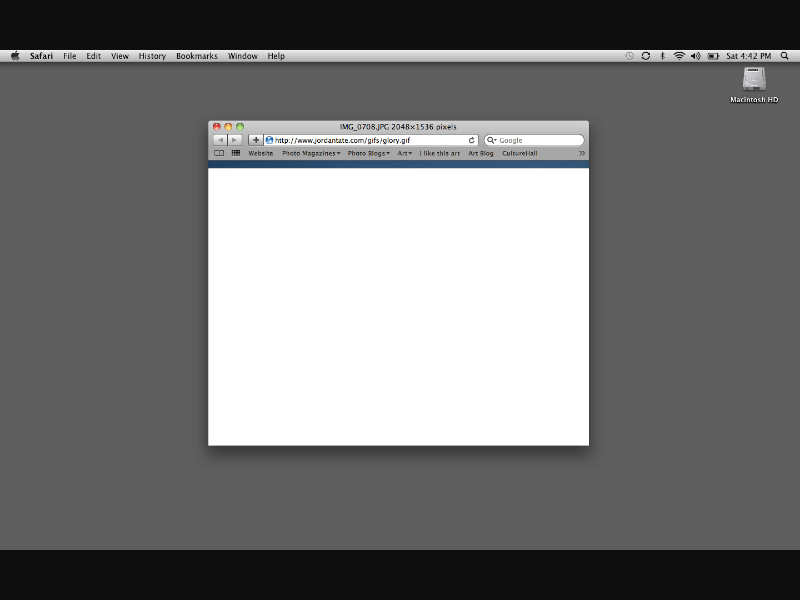 Safari File Edit View History Bookmarks Window Help Sat 4:42 PM
Macintosh HD
IMG_0708.JPG 2048×1536 pixels
http://www.jordantate.com/gifs/glory.gif Google
Website Photo Magazines Photo Blogs Art I like this art Art Blog CultureHall